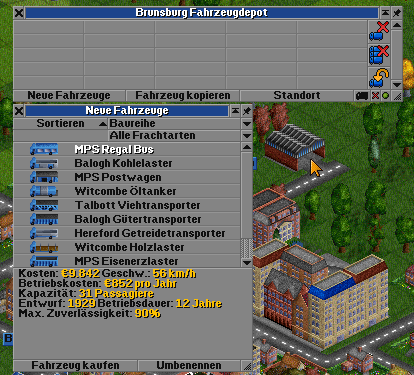 Brunsburg Fahrzeugdepot
Neue Fahrzeuge Fahrzeug kopieren Standort
Neue Fahrzeuge
Sortieren Baureihe
Alle Frachtarten
MPS Regal Bus
Balogh Kohlelaster
MPS Postwagen
Witcombe Öltanker
Talbott Viehtransporter
Balogh Gütertransporter
Hereford Getreidetransporter
Witcombe Holzlaster
MPS Eisenerzlaster
Kosten: €9.842 Geschw.: 56 km/h
Betriebskosten: €852 pro Jahr
Kapazität: 31 Passagiere
Entwurf: 1929 Betriebsdauer: 12 Jahre
Max. Zuverlässigkeit: 90%
Fahrzeug kaufen Umbenennen
B